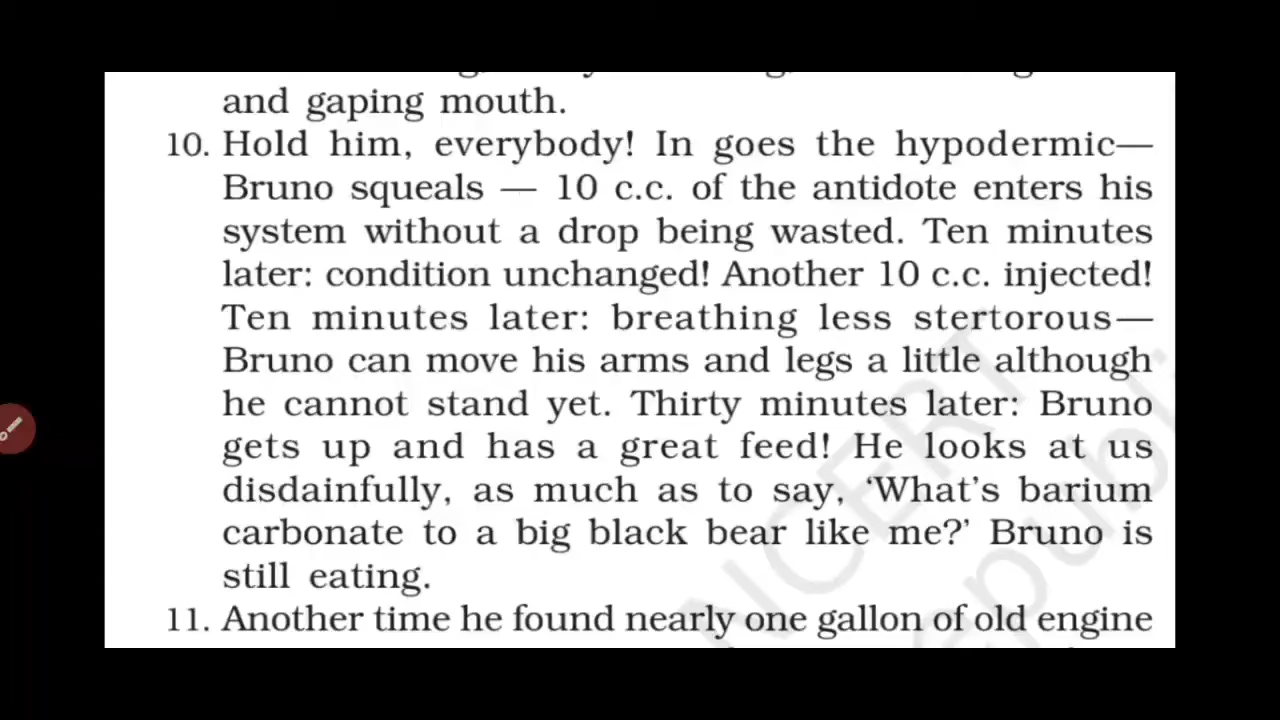 and gaping mouth.
10. Hold him, everybody! In goes the hypodermic—
Bruno squeals — 10 c.c. of the antidote enters his
system without a drop being wasted. Ten minutes
later: condition unchanged! Another 10 c.c. injected!
Ten minutes later: breathing less stertorous—
Bruno can move his arms and legs a little although
he cannot stand yet. Thirty minutes later: Bruno
gets up and has a great feed! He looks at us
disdainfully, as much as to say, ‘What’s barium
carbonate to a big black bear like me?’ Bruno is
still eating.
11. Another time he found nearly one gallon of old engine
NCERT